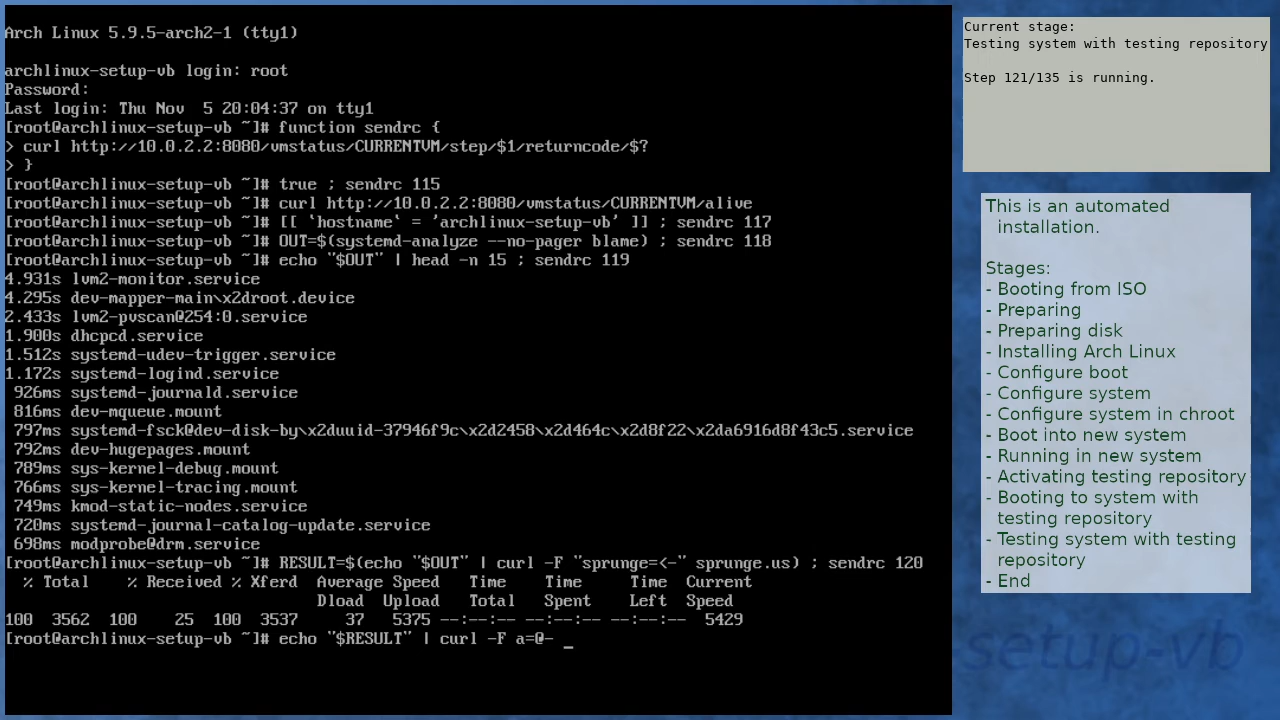 Arch Linux 5.9.5-arch2-1 (tty1)
archlinux-setup-vb login: root
Password:
Last login: Thu Nov  5 20:04:37 on tty1
[root@archlinux-setup-vb ~]# function sendrc {
> curl http://10.0.2.2:8080/vmstatus/CURRENTVM/step/$1/returncode/$?
> }
[root@archlinux-setup-vb ~]# true ; sendrc 115
[root@archlinux-setup-vb ~]# curl http://10.0.2.2:8080/vmstatus/CURRENTVM/alive
[root@archlinux-setup-vb ~]# [[ `hostname` = 'archlinux-setup-vb' ]] ; sendrc 117
[root@archlinux-setup-vb ~]# OUT=$(systemd-analyze --no-pager blame) ; sendrc 118
[root@archlinux-setup-vb ~]# echo "$OUT" | head -n 15 ; sendrc 119
4.931s lvm2-monitor.service
4.295s dev-mapper-main\x2droot.device
2.433s lvm2-pvscan@254:0.service
1.900s dhcpcd.service
1.512s systemd-udev-trigger.service
1.172s systemd-logind.service
 926ms systemd-journald.service
 816ms dev-mqueue.mount
 797ms systemd-fsck@dev-disk-by\x2duuid-37946f9c\x2d2458\x2d464c\x2d8f22\x2da6916d8f43c5.service
 792ms dev-hugepages.mount
 789ms sys-kernel-debug.mount
 766ms sys-kernel-tracing.mount
 749ms kmod-static-nodes.service
 720ms systemd-journal-catalog-update.service
 698ms modprobe@drm.service
[root@archlinux-setup-vb ~]# RESULT=$(echo "$OUT" | curl -F "sprunge=<-" sprunge.us) ; sendrc 120
  % Total    % Received % Xferd  Average Speed   Time    Time     Time  Current
                                 Dload  Upload   Total   Spent    Left  Speed
100  3562  100    25  100  3537     37   5375 --:--:-- --:--:-- --:--:--  5429
[root@archlinux-setup-vb ~]# echo "$RESULT" | curl -F a=@- _
Current stage:
Testing system with testing repository
Step 121/135 is running.
This is an automated
installation.
Stages:
- Booting from ISO
- Preparing
- Preparing disk
- Installing Arch Linux
- Configure boot
- Configure system
- Configure system in chroot
- Boot into new system
- Running in new system
- Activating testing repository
- Booting to system with
testing repository
- Testing system with testing
repository
- End
setup-vb